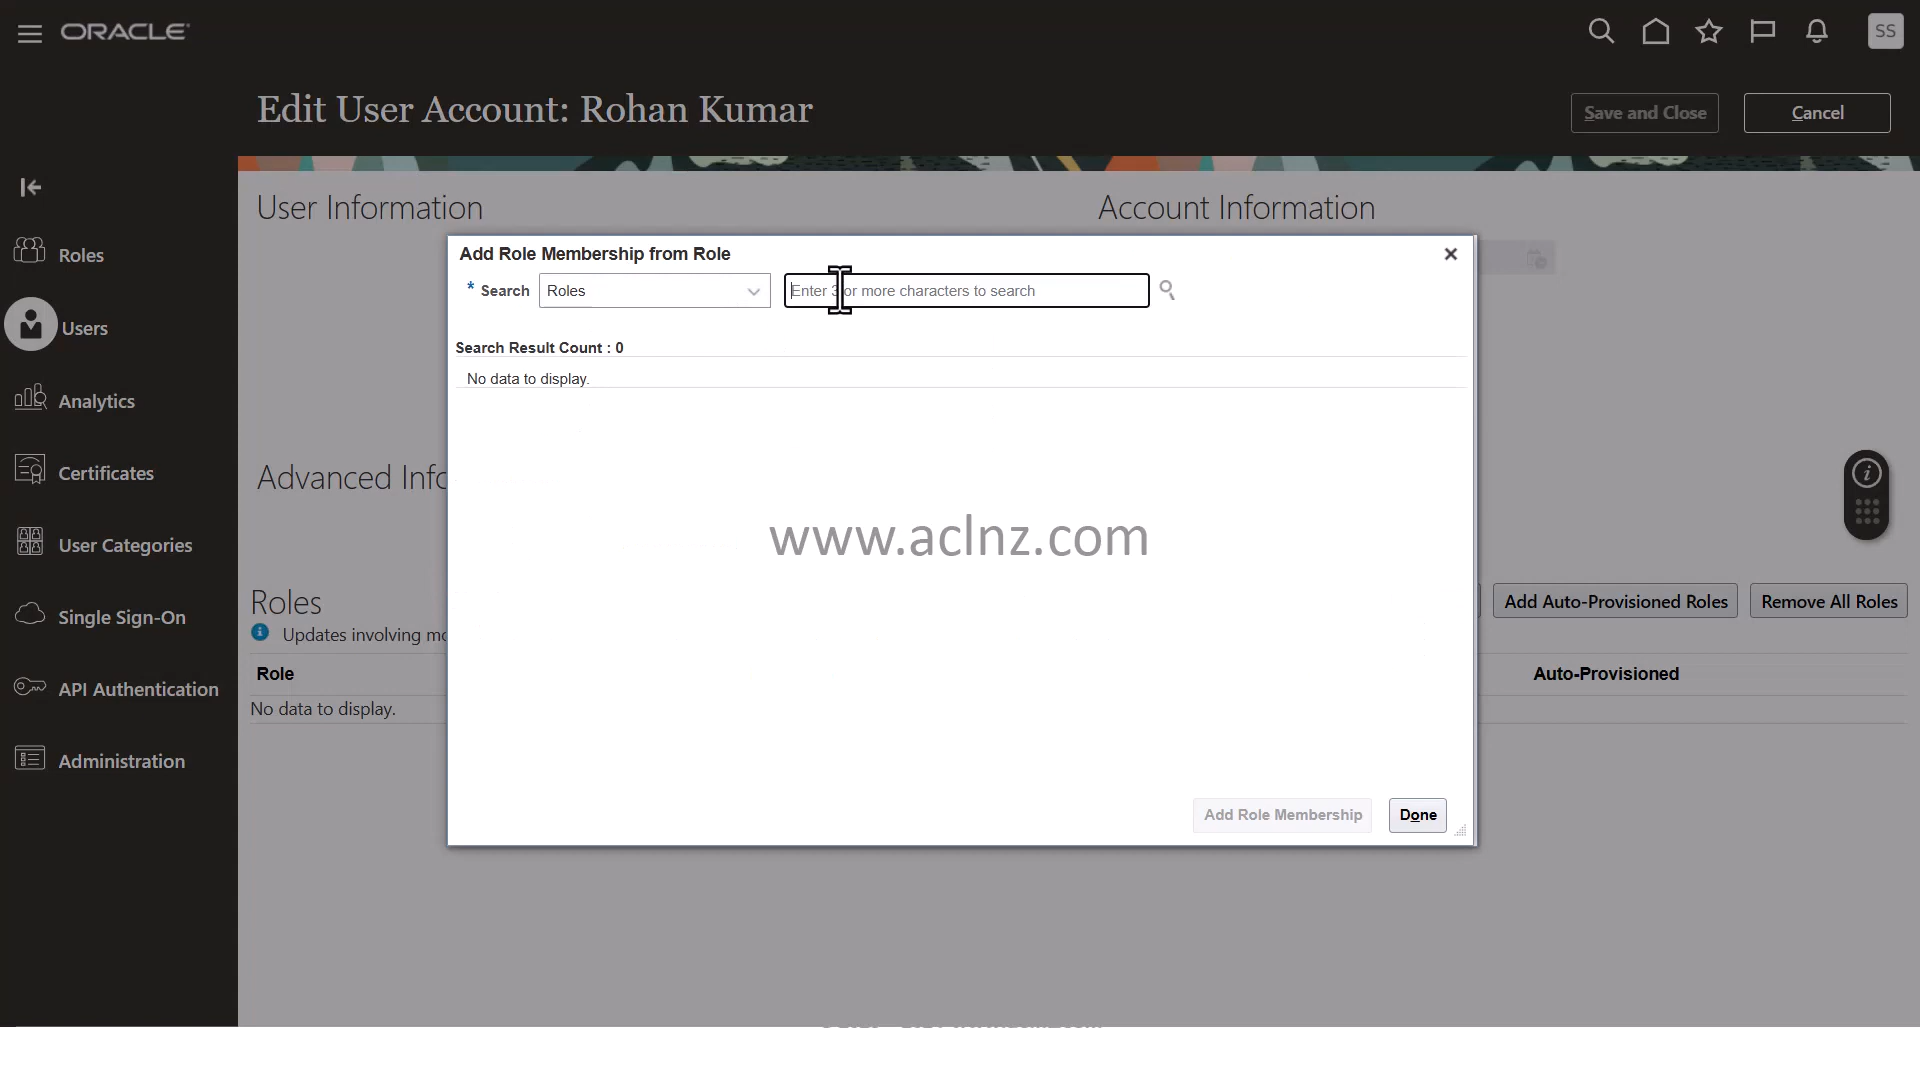 ORACLE
SS
Edit User Account: Rohan Kumar
Save and Close
Cancel
User Information
Account Information
Roles
Users
Analytics
Certificates
User Categories
Single Sign-On
API Authentication
Administration
Add Role Membership from Role
* Search
Roles
Enter 3 or more characters to search
Search Result Count : 0
No data to display.
www.aclnz.com
Advanced Info
Roles
Add Auto-Provisioned Roles
Remove All Roles
Updates involving mo
Role
Auto-Provisioned
No data to display.
Add Role Membership
Done